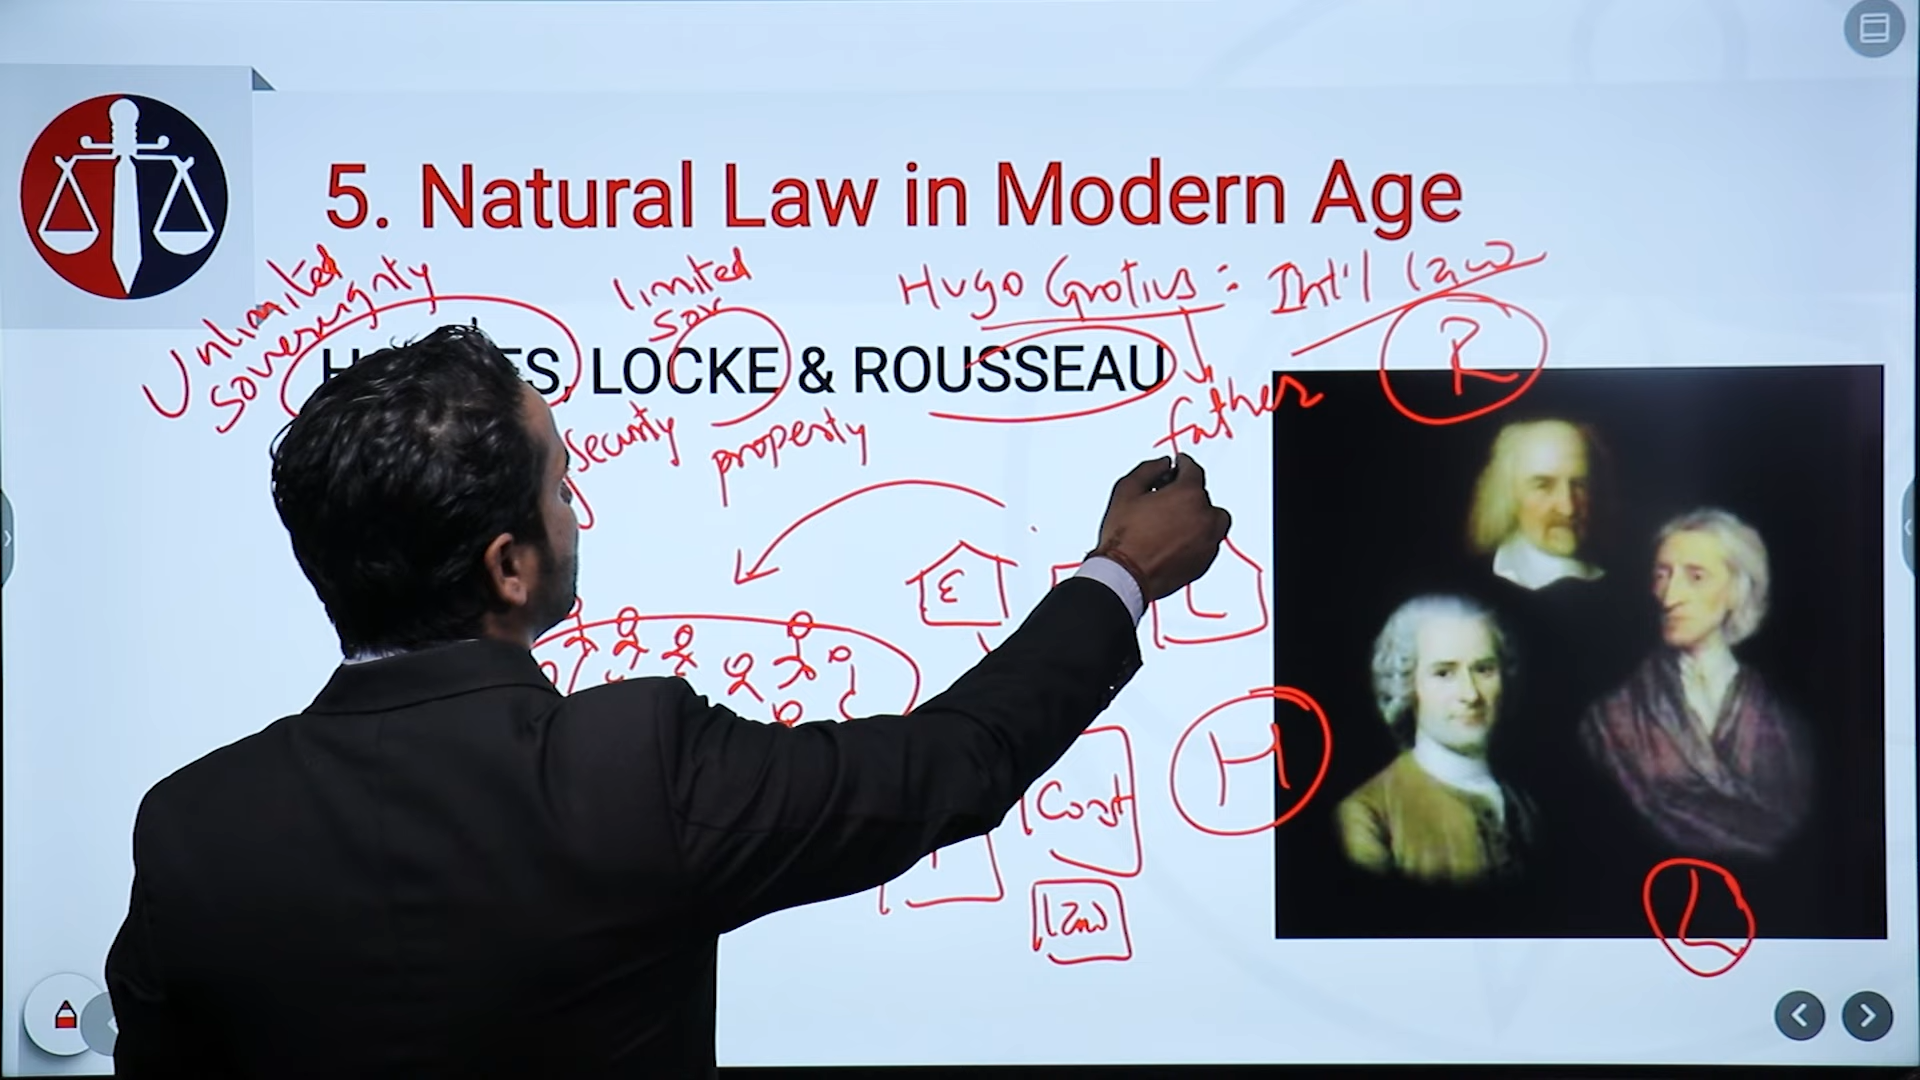 5. Natural Law in Modern Age
Unlimited
sovereignty
limited
sov
Hugo Grotius : Int'l law
R
LOCKE & ROUSSEAU
father
security
property
E
L
H
Const
law
L